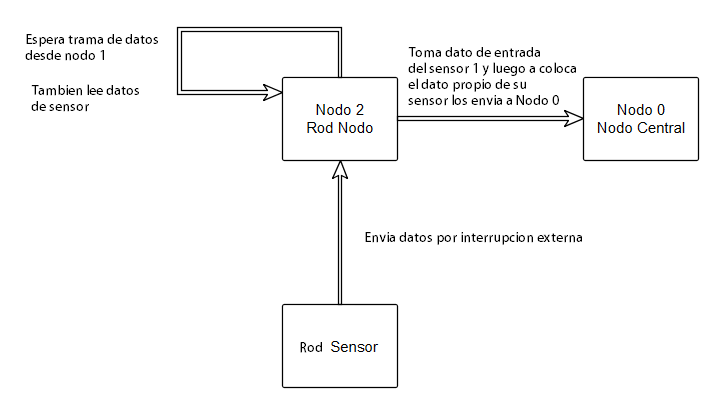 Espera trama de datos
desde nodo 1
Tambien lee datos
de sensor
Toma dato de entrada
del sensor 1 y luego a coloca
el dato propio de su
sensor los envia a Nodo 0
Nodo 2
Rod Nodo
Nodo 0
Nodo Central
Envia datos por interrupcion externa
Rod Sensor